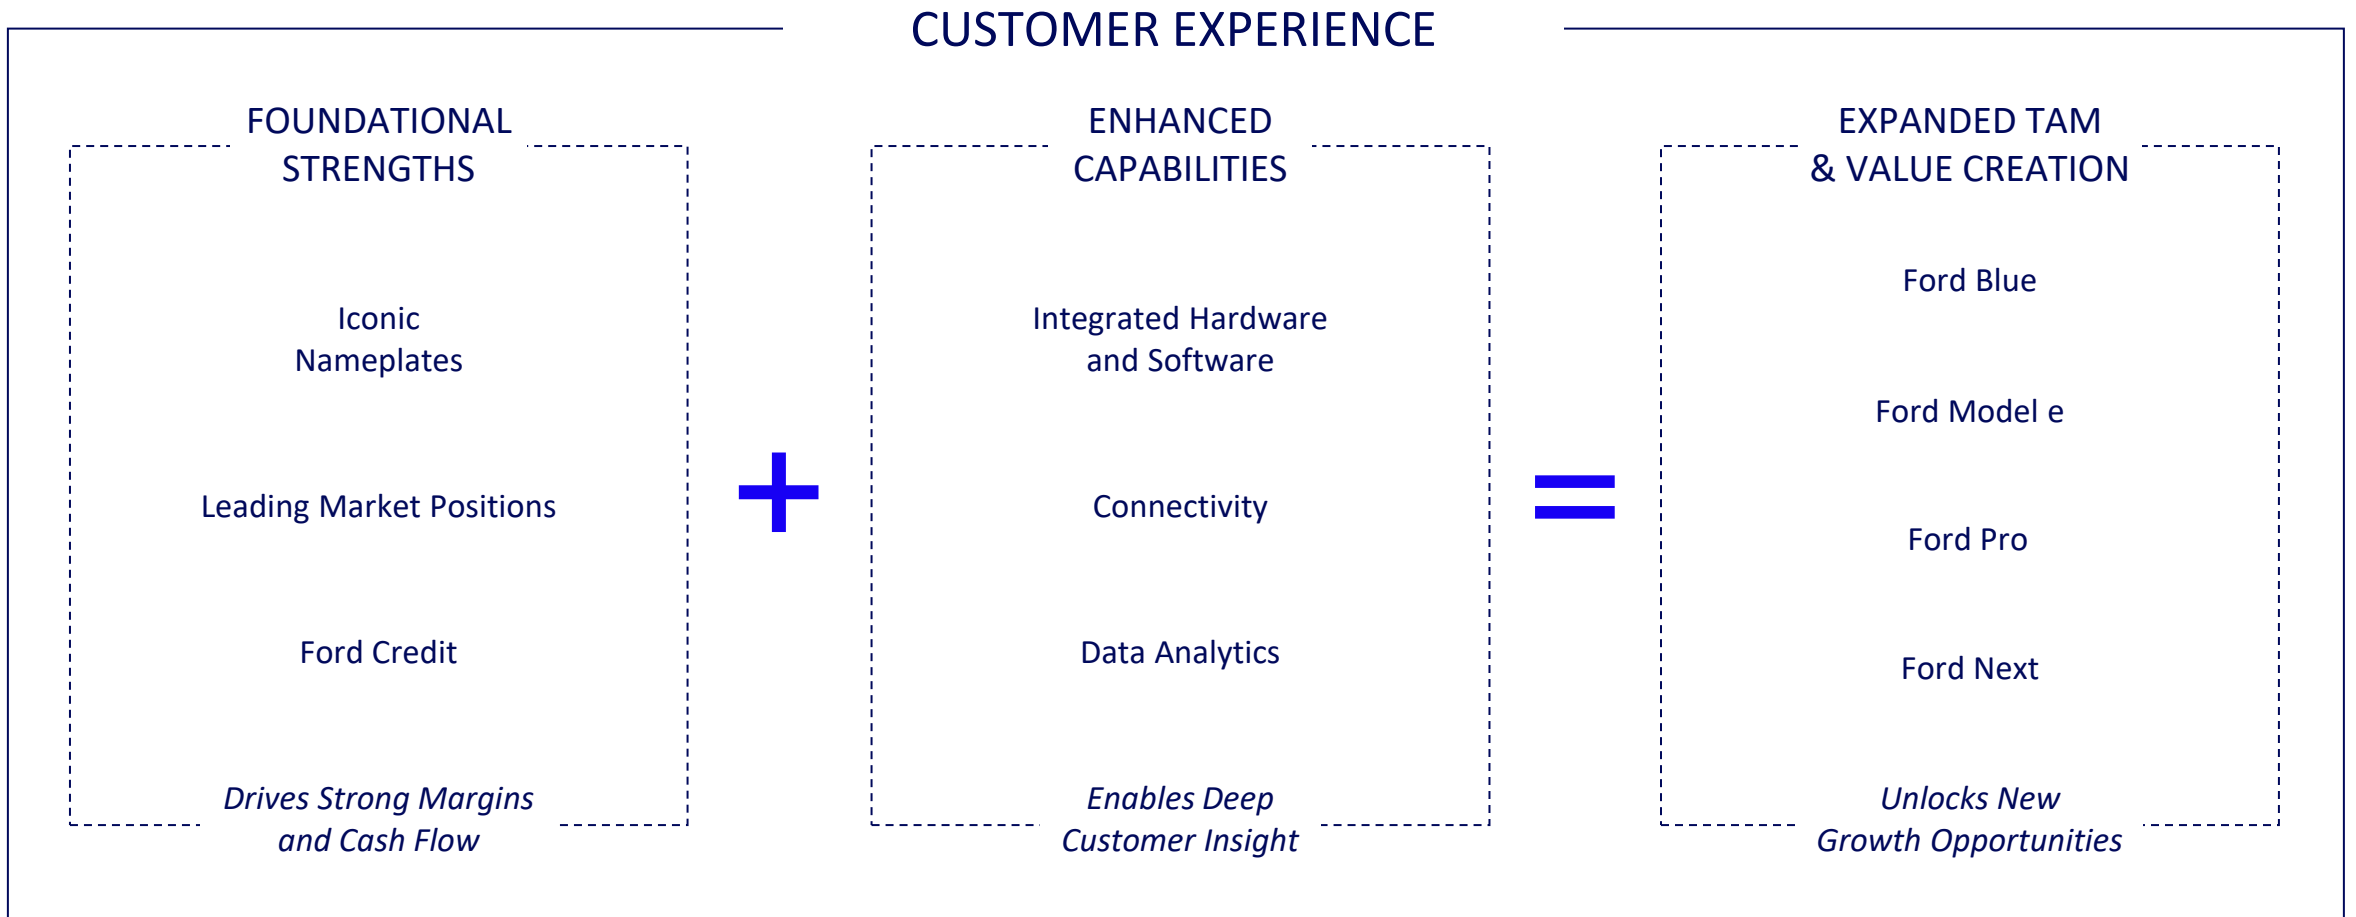 CUSTOMER EXPERIENCE
FOUNDATIONAL
STRENGTHS
Iconic
Nameplates
Leading Market Positions
Ford Credit
Drives Strong Margins
and Cash Flow
+
ENHANCED
CAPABILITIES
Integrated Hardware
and Software
Connectivity
Data Analytics
Enables Deep
Customer Insight
=
EXPANDED TAM
& VALUE CREATION
Ford Blue
Ford Model e
Ford Pro
Ford Next
Unlocks New
Growth Opportunities